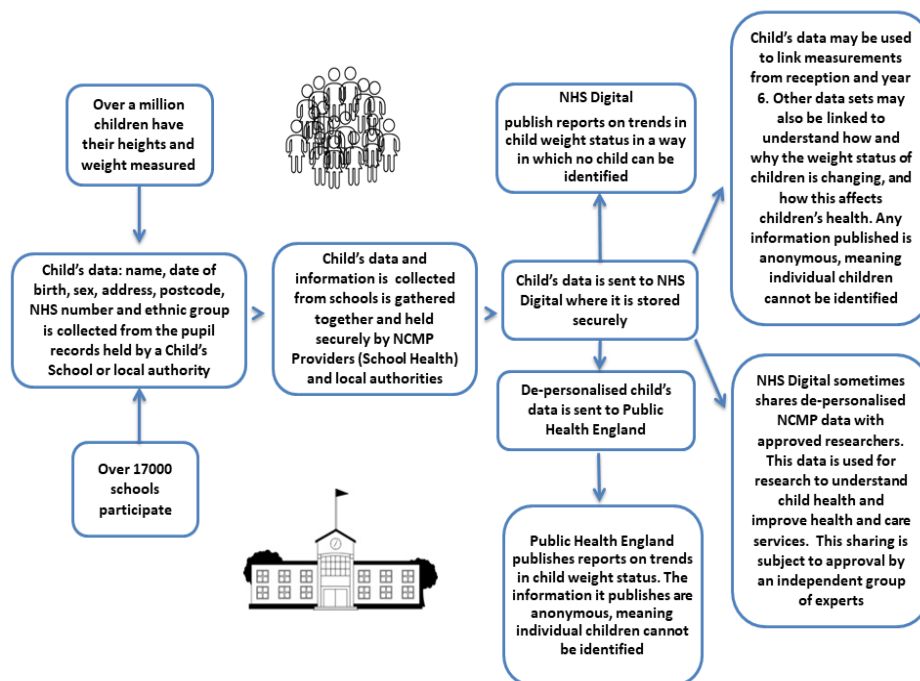 Over a million
children have
their heights and
weight measured
Child's data: name, date of
birth, sex, address, postcode,
NHS number and ethnic group
is collected from the pupil
records held by a Child's
School or local authority
Over 17000
schools
participate
Child's data and
information is  collected
from schools is gathered
together and held
securely by NCMP
Providers (School Health)
and local authorities
NHS Digital
publish reports on trends in
child weight status in a way
in which no child can be
identified
Child's data is sent to NHS
Digital where it is stored
securely
De-personalised child's
data is sent to Public
Health England
Public Health England
publishes reports on trends
in child weight status. The
information it publishes are
anonymous, meaning
individual children cannot
be identified
Child's data may be used
to link measurements
from reception and year
6. Other data sets may
also be linked to
understand how and
why the weight status of
children is changing, and
how this affects
children's health. Any
information published is
anonymous, meaning
individual children
cannot be identified
NHS Digital sometimes
shares de-personalised
NCMP data with
approved researchers.
This data is used for
research to understand
child health and
improve health and care
services.  This sharing is
subject to approval by
an independent group
of experts